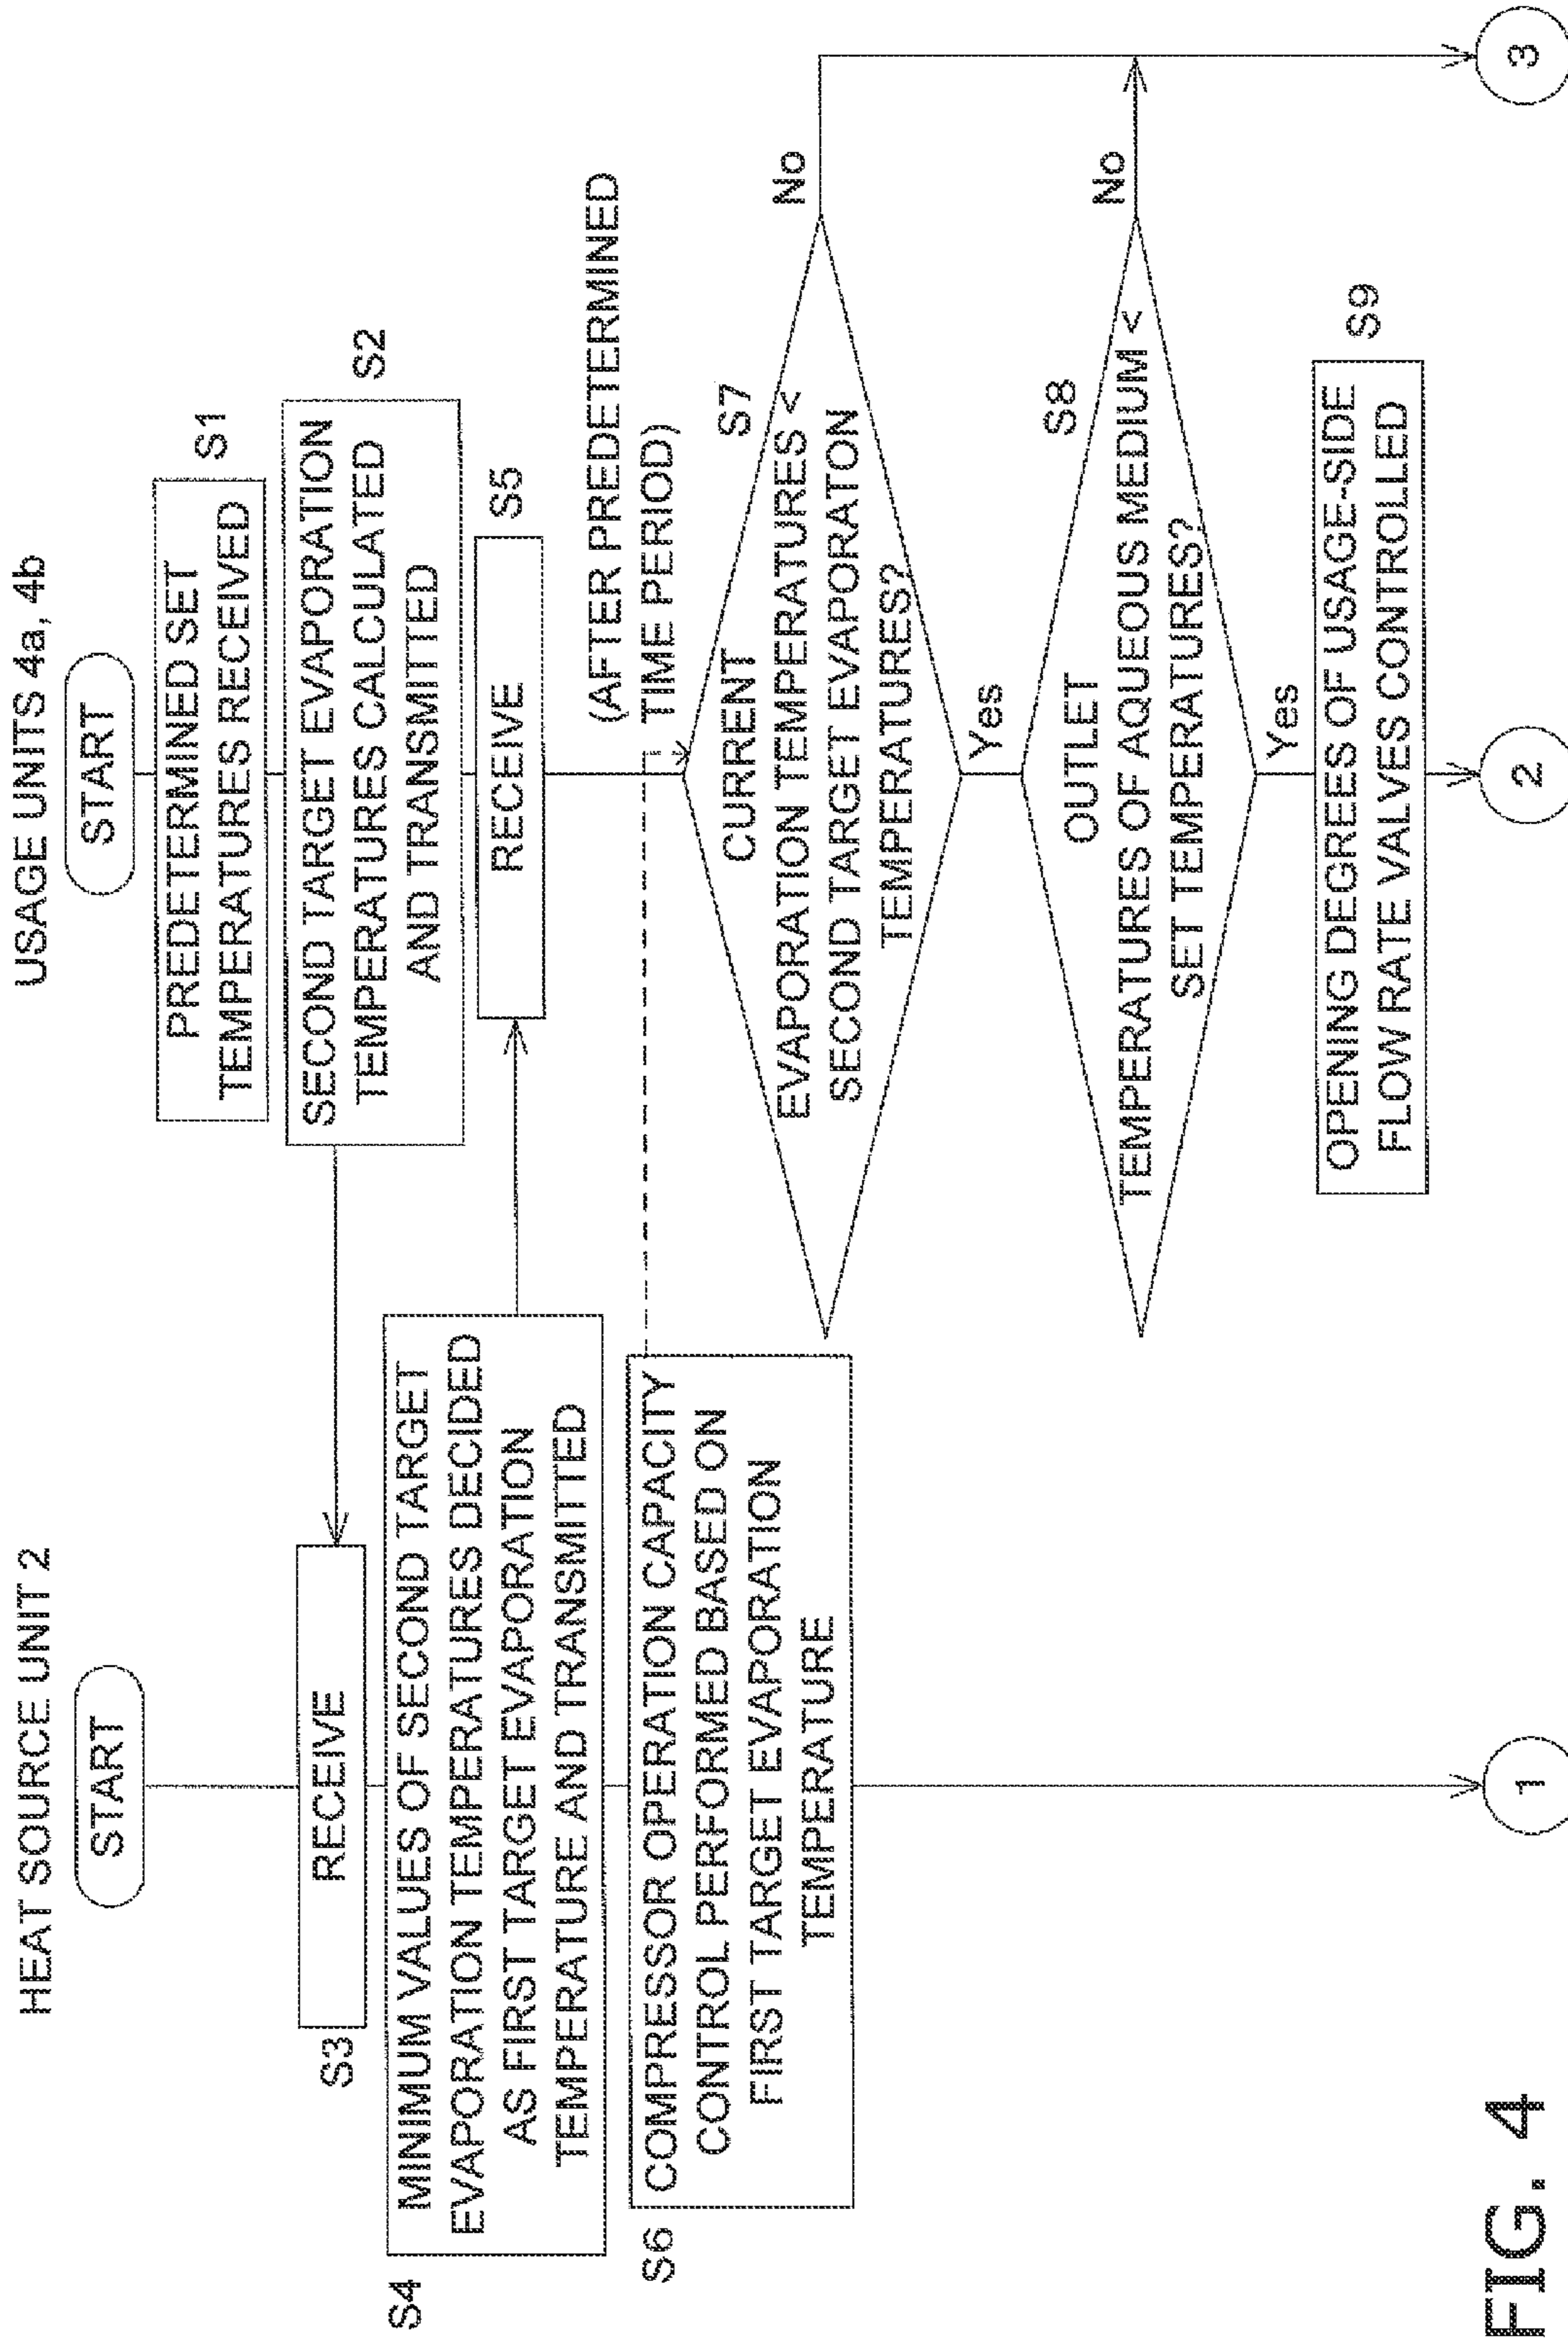 HEAT SOURCE UNIT 2
START
S3
RECEIVE
S4
MINIMUM VALUES OF SECOND TARGET
EVAPORATION TEMPERATURES DECIDED
AS FIRST TARGET EVAPORATION
TEMPERATURE AND TRANSMITTED
S6
COMPRESSOR OPERATION CAPACITY
CONTROL PERFORMED BASED ON
FIRST TARGET EVAPORATION
TEMPERATURE
1
USAGE UNITS 4a, 4b
START
S1
PREDETERMINED SET
TEMPERATURES RECEIVED
S2
SECOND TARGET EVAPORATION
TEMPERATURES CALCULATED
AND TRANSMITTED
S5
RECEIVE
(AFTER PREDETERMINED
TIME PERIOD)
S7
CURRENT
EVAPORATION TEMPERATURES <
SECOND TARGET EVAPORATON
TEMPERATURES?
No
Yes
S8
OUTLET
TEMPERATURES OF AQUEOUS MEDIUM <
SET TEMPERATURES?
No
Yes
S9
OPENING DEGREES OF USAGE-SIDE
FLOW RATE VALVES CONTROLLED
2
3
FIG. 4